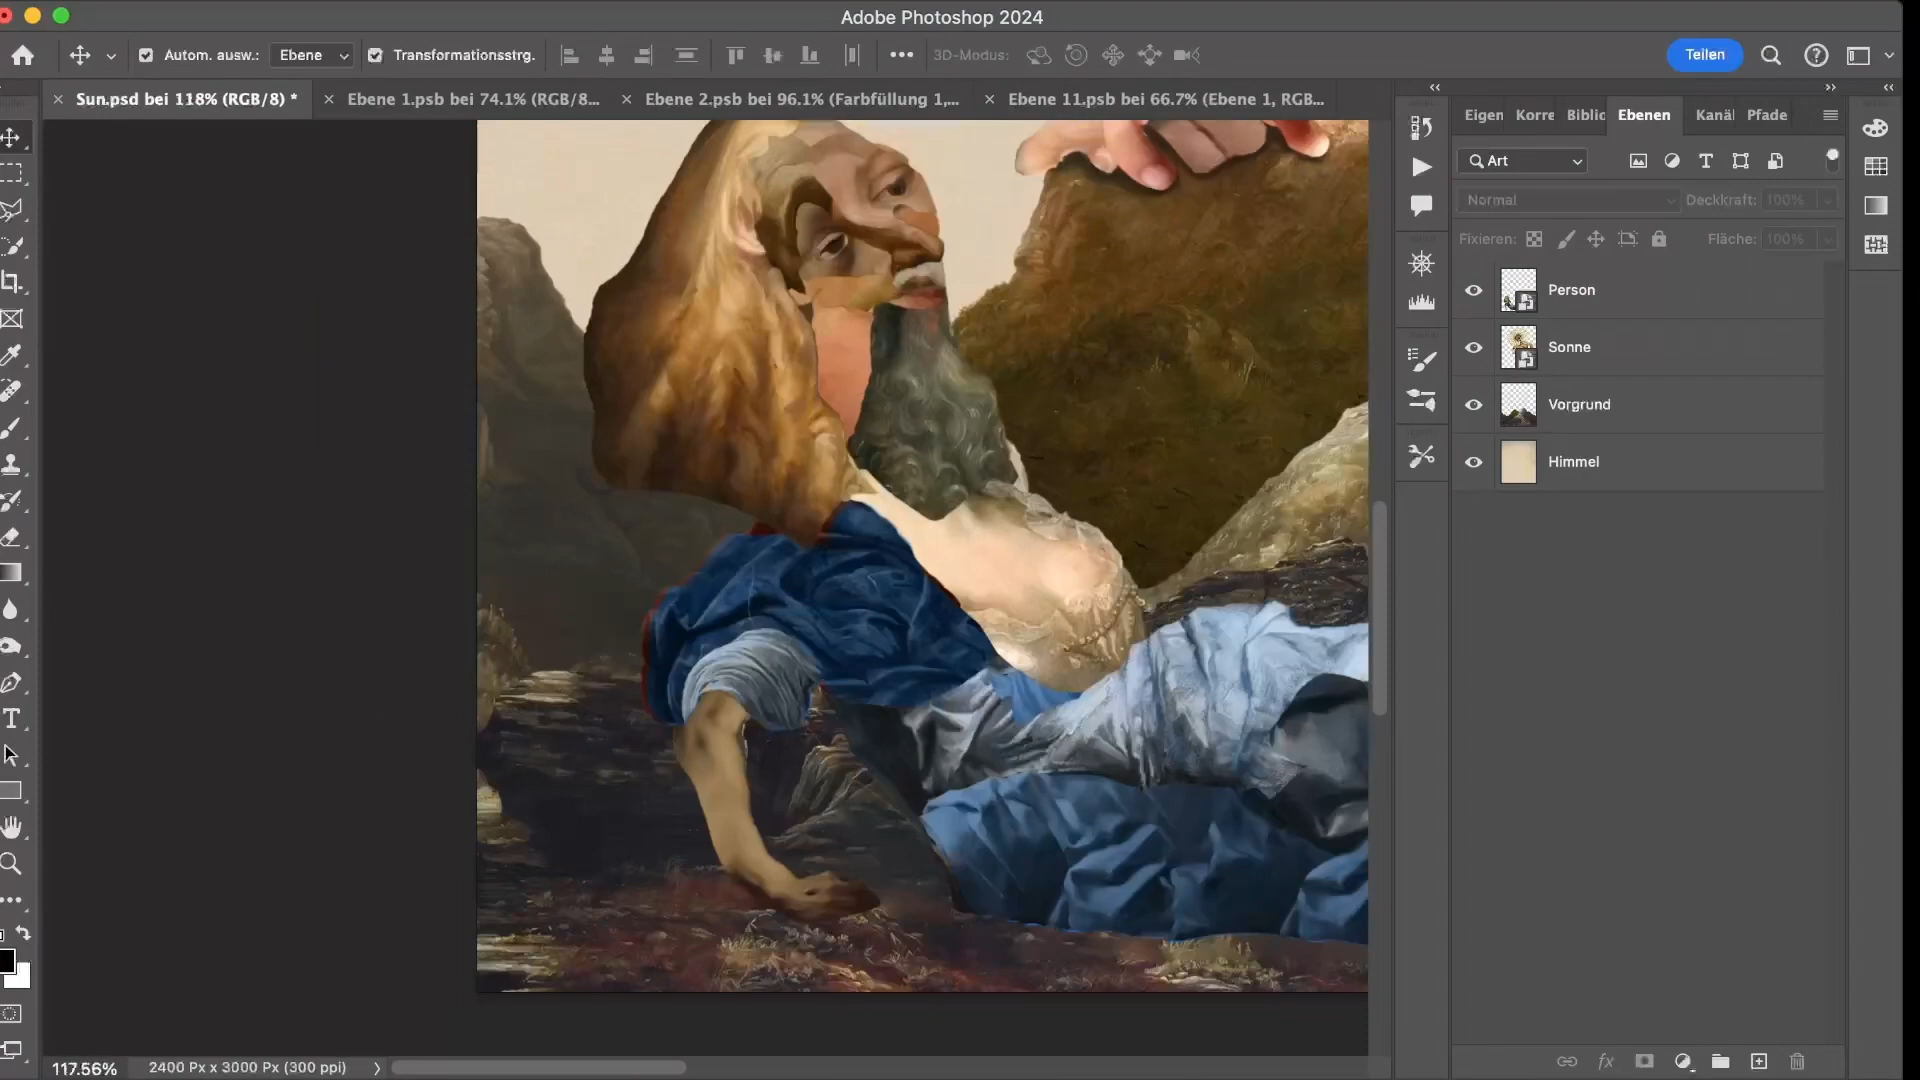 Adobe Photoshop 2024
Autom. ausw.: Ebene Transformationsstrg. 3D-Modus: Teilen
Sun.psd bei 118% (RGB/8) * Ebene 1.psb bei 74.1% (RGB/8... Ebene 2.psb bei 96.1% (Farbfüllung 1,... Ebene 11.psb bei 66.7% (Ebene 1, RGB...
Eigen Korre Biblio Ebenen Kanäl Pfade
Art
Normal Deckkraft: 100%
Fixieren: Fläche: 100%
Person
Sonne
Vorgrund
Himmel
117.56% 2400 Px x 3000 Px (300 ppi)